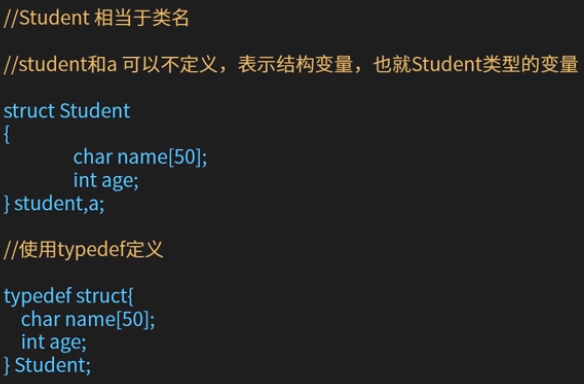 //Student 相当于类名
//student和a 可以不定义，表示结构变量，也就Student类型的变量
struct Student
{
char name[50];
int age;
} student,a;
//使用typedef定义
typedef struct{
char name[50];
int age;
} Student;